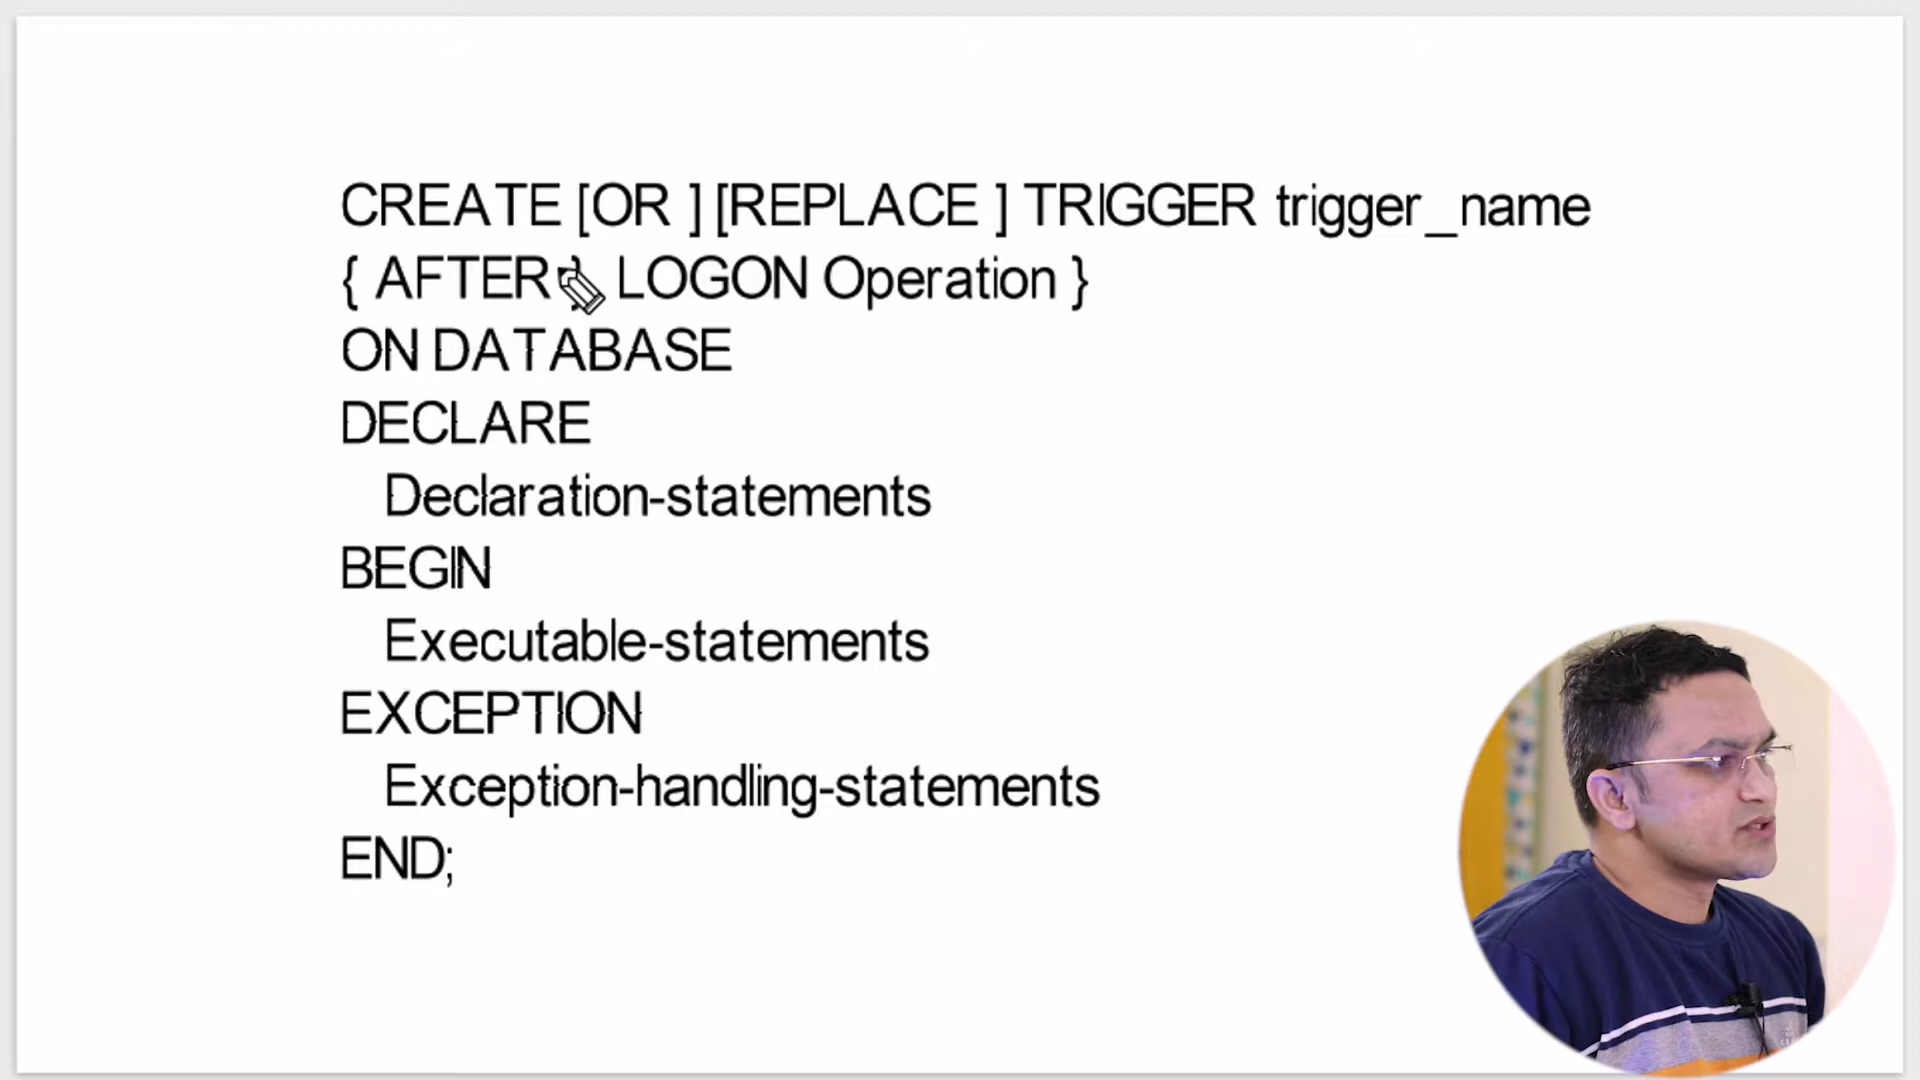 CREATE [OR ] [REPLACE ] TRIGGER trigger_name
{ AFTER } LOGON Operation }
ON DATABASE
DECLARE
Declaration-statements
BEGIN
Executable-statements
EXCEPTION
Exception-handling-statements
END;